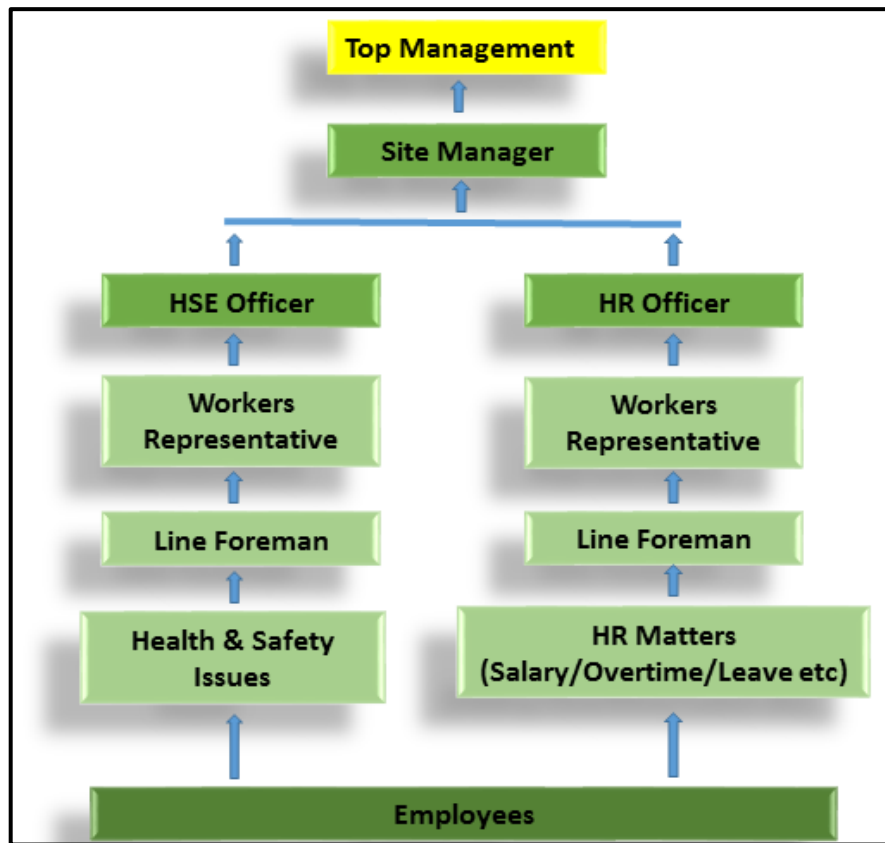 Top Management
Site Manager
HSE Officer
HR Officer
Workers
Representative
Workers
Representative
Line Foreman
Line Foreman
Health & Safety
Issues
HR Matters
(Salary/Overtime/Leave etc)
Employees